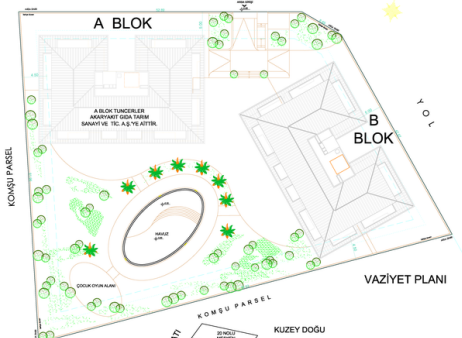 A BLOK
A BLOK TUNCERLER
AKARYAKIT GIDA TARIM
SANAYİ VE TİC. A.Ş.'YE AİTTİR.
B
BLOK
YOL
KOMŞU PARSEL
HAVUZ
ÇOCUK OYUN ALANI
VAZİYET PLANI
KOMŞU PARSEL
KUZEY DOĞU
20 NOLU